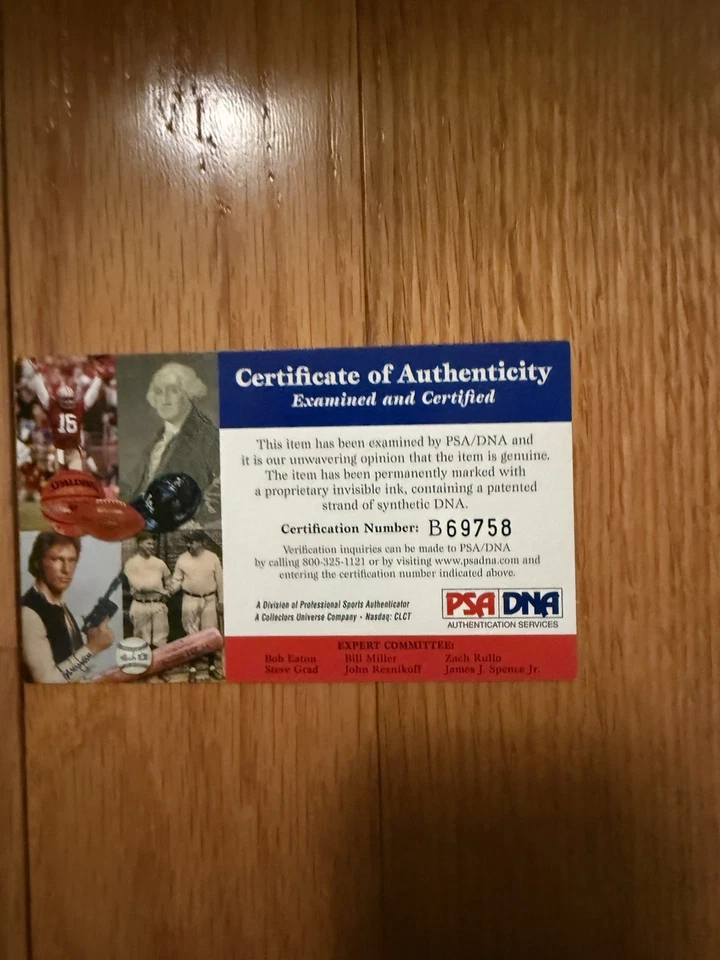 Certificate of Authenticity
Examined and Certified
This item has been examined by PSA/DNA and
it is our unwavering opinion that the item is genuine.
The item has been permanently marked with
a proprietary invisible ink, containing a patented
strand of synthetic DNA.
Certification Number: B69758
Verification inquiries can be made to PSA/DNA
by calling 800-325-1121 or by visiting www.psadna.com and
entering the certification number indicated above.
A Division of Professional Sports Authenticator
A Collectors Universe Company - Nasdaq: CLCT
PSA DNA
AUTHENTICATION SERVICES
EXPERT COMMITTEE:
Bob Eaton Bill Miller Zach Rullo
Steve Grad John Reznikoff James J. Spence Jr.
16
SPALDING